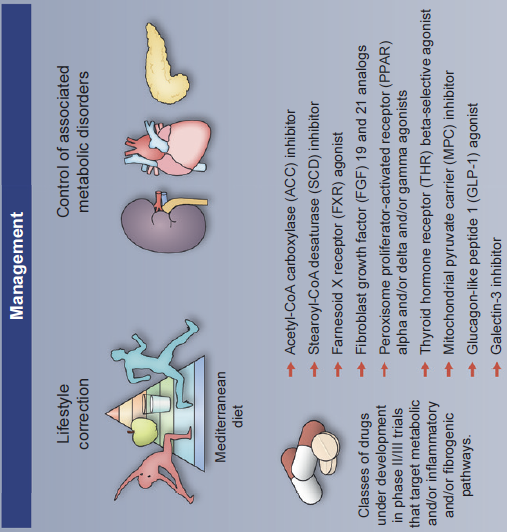 Management
Lifestyle
correction
Control of associated
metabolic disorders
Mediterranean
diet
Classes of drugs
under development
in phase II/III trials
that target metabolic
and/or inflammatory
and/or fibrogenic
pathways.
Acetyl-CoA carboxylase (ACC) inhibitor
Stearoyl-CoA desaturase (SCD) inhibitor
Farnesoid X receptor (FXR) agonist
Fibroblast growth factor (FGF) 19 and 21 analogs
Peroxisome proliferator-activated receptor (PPAR)
alpha and/or delta and/or gamma agonists
Thyroid hormone receptor (THR) beta-selective agonist
Mitochondrial pyruvate carrier (MPC) inhibitor
Glucagon-like peptide 1 (GLP-1) agonist
Galectin-3 inhibitor